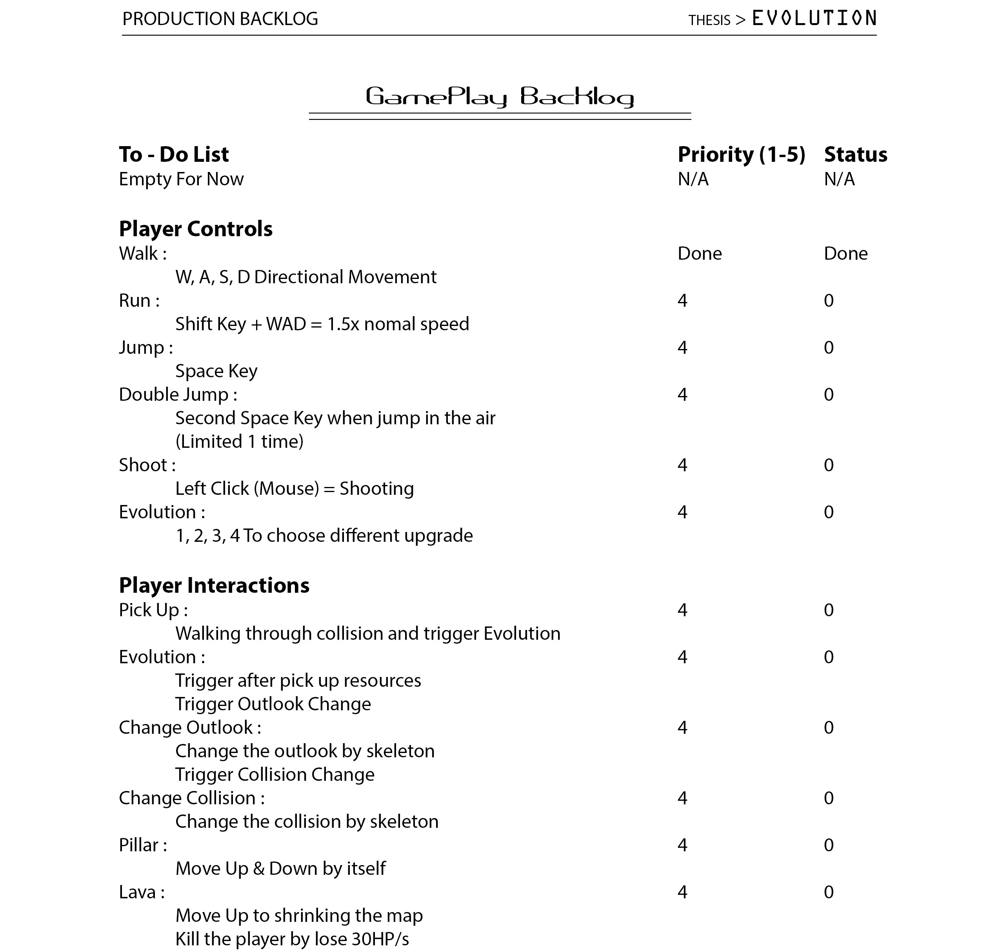 PRODUCTION BACKLOG THESIS > EVOLUTION
GamePlay Backlog
To - Do List Priority (1-5) Status
Empty For Now N/A N/A
Player Controls
Walk : Done Done
W, A, S, D Directional Movement
Run : 4 0
Shift Key + WAD = 1.5x nomal speed
Jump : 4 0
Space Key
Double Jump : 4 0
Second Space Key when jump in the air
(Limited 1 time)
Shoot : 4 0
Left Click (Mouse) = Shooting
Evolution : 4 0
1, 2, 3, 4 To choose different upgrade
Player Interactions
Pick Up : 4 0
Walking through collision and trigger Evolution
Evolution : 4 0
Trigger after pick up resources
Trigger Outlook Change
Change Outlook : 4 0
Change the outlook by skeleton
Trigger Collision Change
Change Collision : 4 0
Change the collision by skeleton
Pillar : 4 0
Move Up & Down by itself
Lava : 4 0
Move Up to shrinking the map
Kill the player by lose 30HP/s